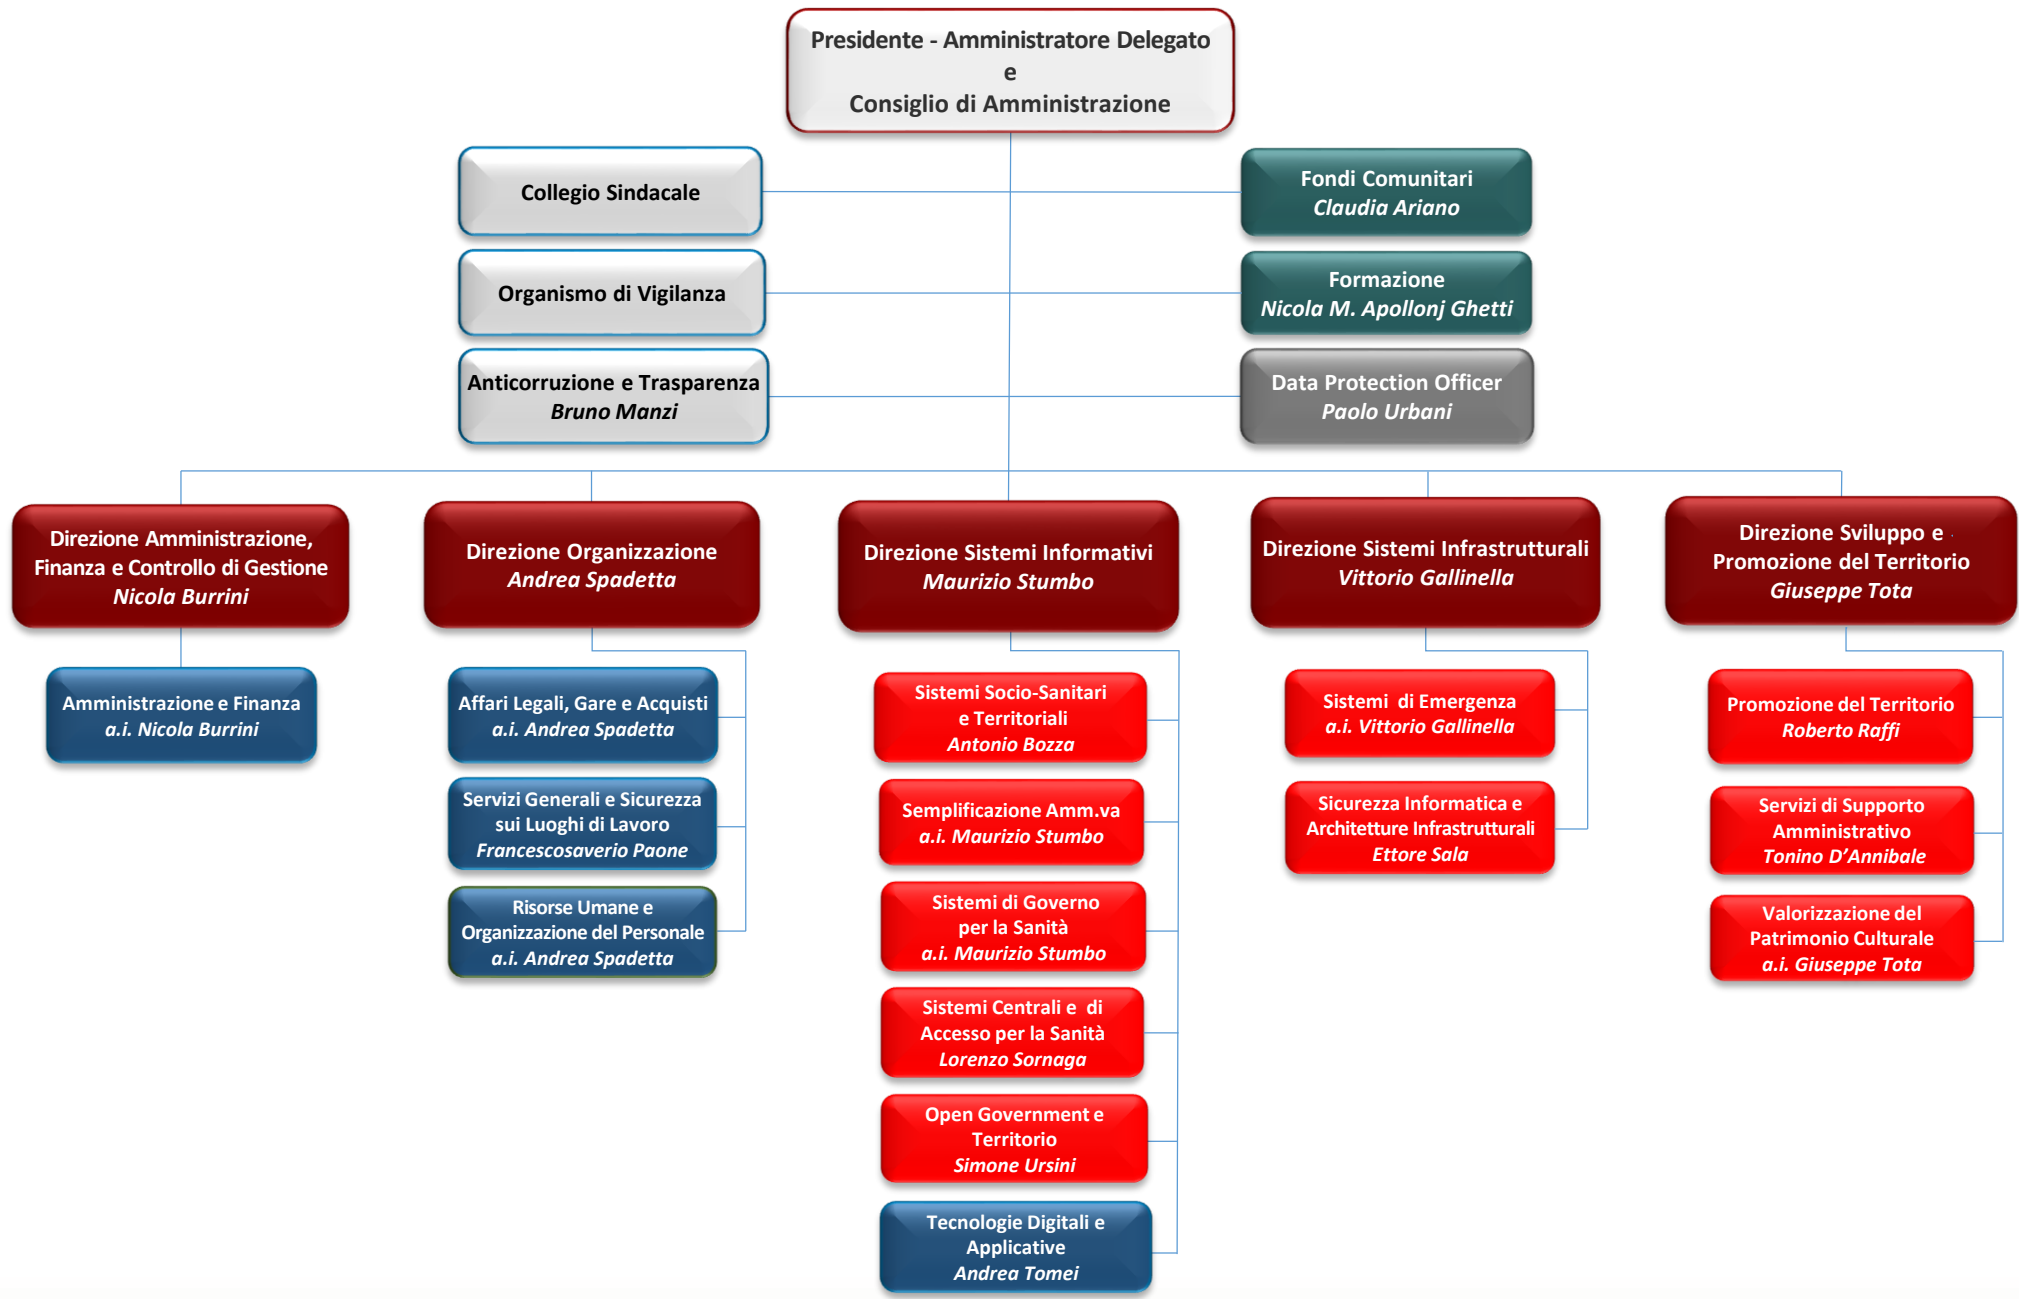 Presidente - Amministratore Delegato
e
Consiglio di Amministrazione
Collegio Sindacale
Fondi Comunitari
Claudia Ariano
Organismo di Vigilanza
Formazione
Nicola M. Apollonj Ghetti
Anticorruzione e Trasparenza
Bruno Manzi
Data Protection Officer
Paolo Urbani
Direzione Amministrazione,
Finanza e Controllo di Gestione
Nicola Burrini
Direzione Organizzazione
Andrea Spadetta
Direzione Sistemi Informativi
Maurizio Stumbo
Direzione Sistemi Infrastrutturali
Vittorio Gallinella
Direzione Sviluppo e
Promozione del Territorio
Giuseppe Tota
Amministrazione e Finanza
a.i. Nicola Burrini
Affari Legali, Gare e Acquisti
a.i. Andrea Spadetta
Servizi Generali e Sicurezza
sui Luoghi di Lavoro
Francescosaverio Paone
Risorse Umane e
Organizzazione del Personale
a.i. Andrea Spadetta
Sistemi Socio-Sanitari
e Territoriali
Antonio Bozza
Semplificazione Amm.va
a.i. Maurizio Stumbo
Sistemi di Governo
per la Sanità
a.i. Maurizio Stumbo
Sistemi Centrali e di
Accesso per la Sanità
Lorenzo Sornaga
Open Government e
Territorio
Simone Ursini
Tecnologie Digitali e
Applicative
Andrea Tomei
Sistemi di Emergenza
a.i. Vittorio Gallinella
Sicurezza Informatica e
Architetture Infrastrutturali
Ettore Sala
Promozione del Territorio
Roberto Raffi
Servizi di Supporto
Amministrativo
Tonino D’Annibale
Valorizzazione del
Patrimonio Culturale
a.i. Giuseppe Tota